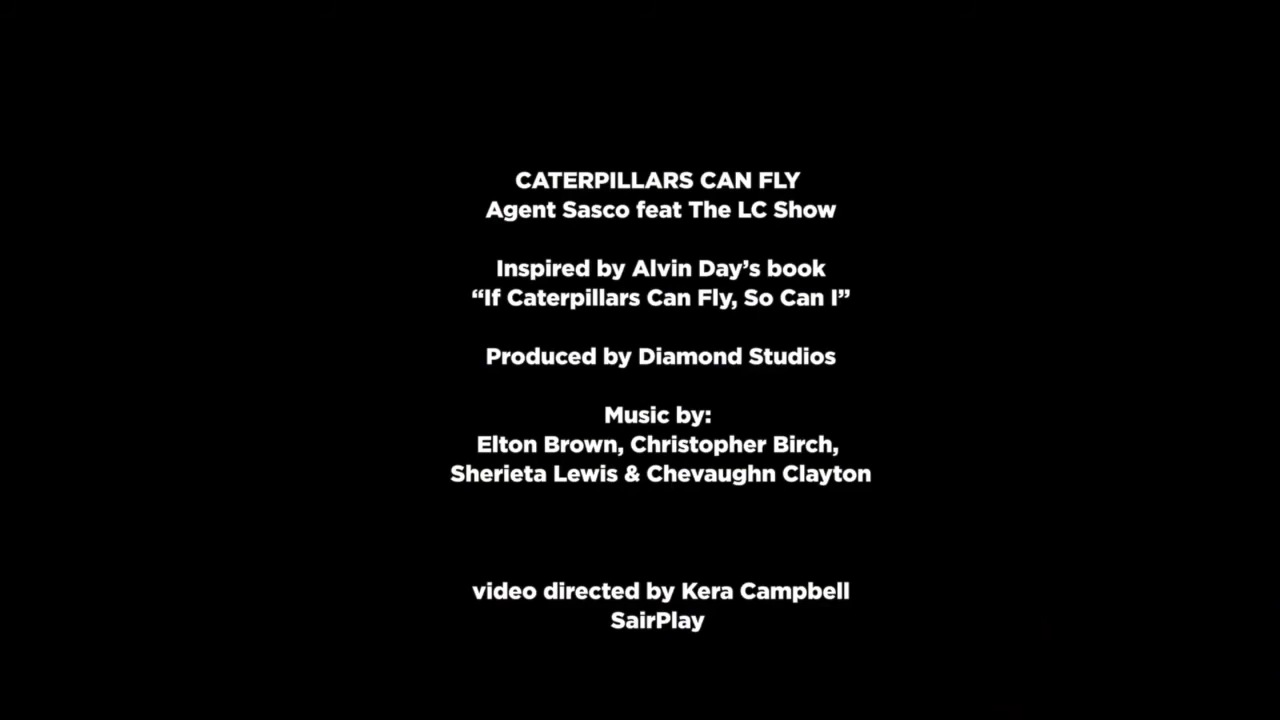 CATERPILLARS CAN FLY
Agent Sasco feat The LC Show
Inspired by Alvin Day’s book
“If Caterpillars Can Fly, So Can I”
Produced by Diamond Studios
Music by:
Elton Brown, Christopher Birch,
Sherieta Lewis & Chevaughn Clayton
video directed by Kera Campbell
SairPlay